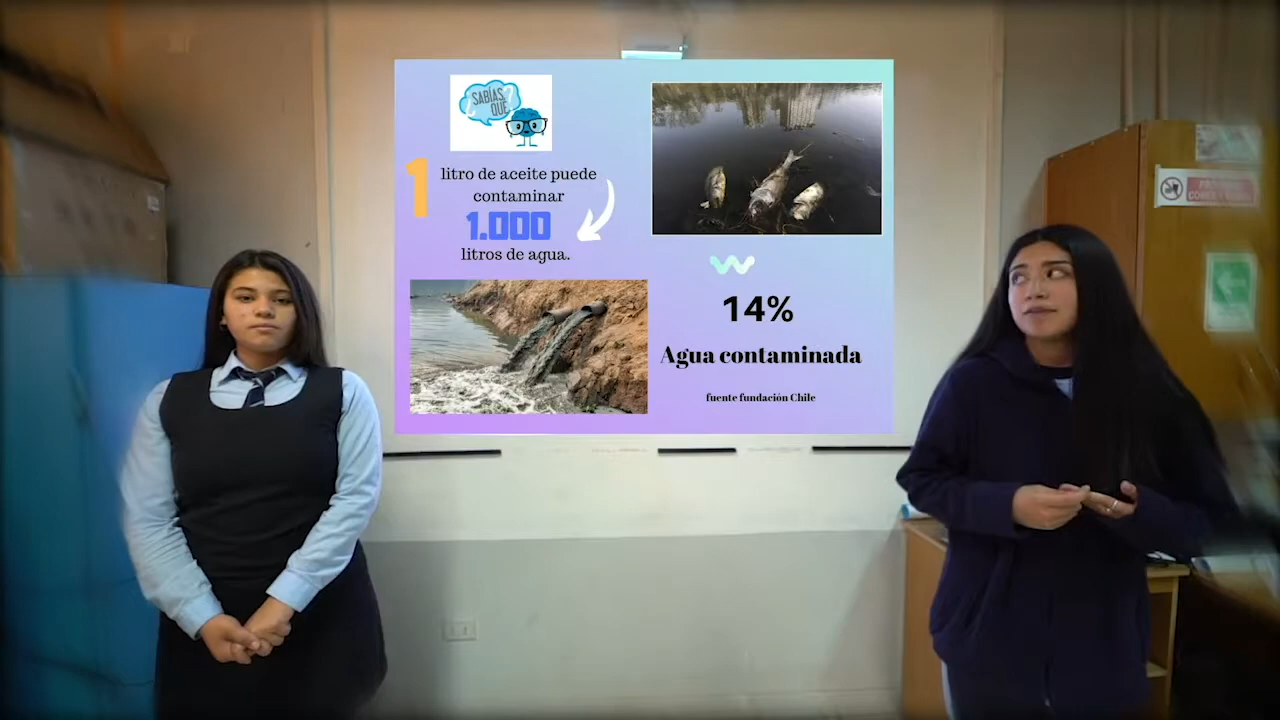 ¿SABÍAS
QUE?
1
litro de aceite puede
contaminar
1.000
litros de agua.
14%
Agua contaminada
fuente fundación Chile